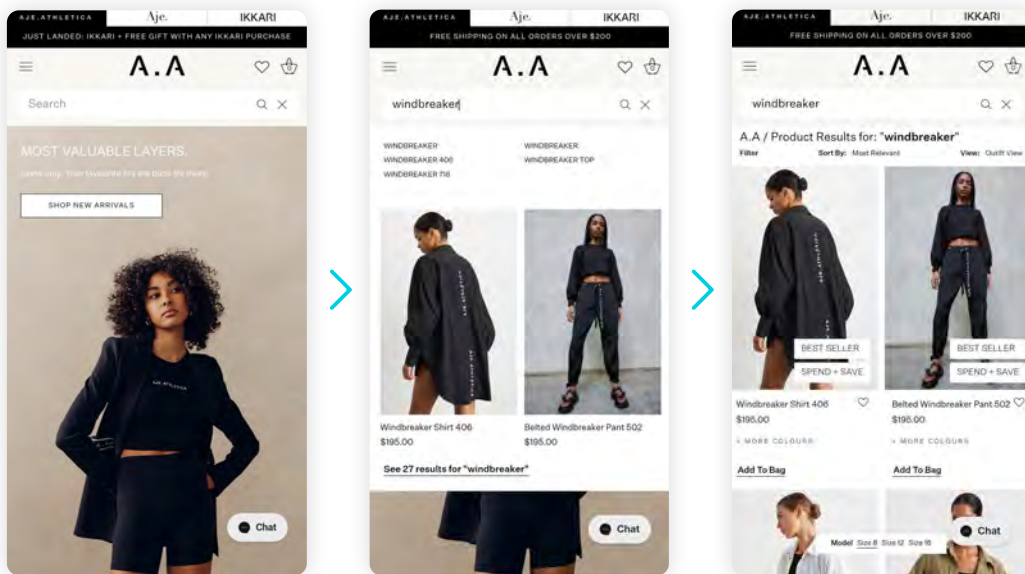 AJE.ATHLETICA Aje. IKKARI
JUST LANDED: IKKARI + FREE GIFT WITH ANY IKKARI PURCHASE
A.A
Search
MOST VALUABLE LAYERS.
SHOP NEW ARRIVALS
AJE.ATHLETICA
Chat
AJE.ATHLETICA Aje. IKKARI
FREE SHIPPING ON ALL ORDERS OVER $200
A.A
windbreaker
WINDBREAKER
WINDBREAKER 406
WINDBREAKER 716
WINDBREAKER
WINDBREAKER TOP
Windbreaker Shirt 406
$195.00
Belted Windbreaker Pant 502
$195.00
See 27 results for "windbreaker"
Chat
AJE.ATHLETICA Aje. IKKARI
FREE SHIPPING ON ALL ORDERS OVER $200
A.A
windbreaker
A.A / Product Results for: "windbreaker"
Filter Sort By: Most Relevant View: Outfit View
BEST SELLER
SPEND + SAVE
BEST SELLER
SPEND + SAVE
Windbreaker Shirt 406
$195.00
+ MORE COLOURS
Add To Bag
Belted Windbreaker Pant 502
$195.00
+ MORE COLOURS
Add To Bag
Model Size 8 Size 12 Size 16
Chat